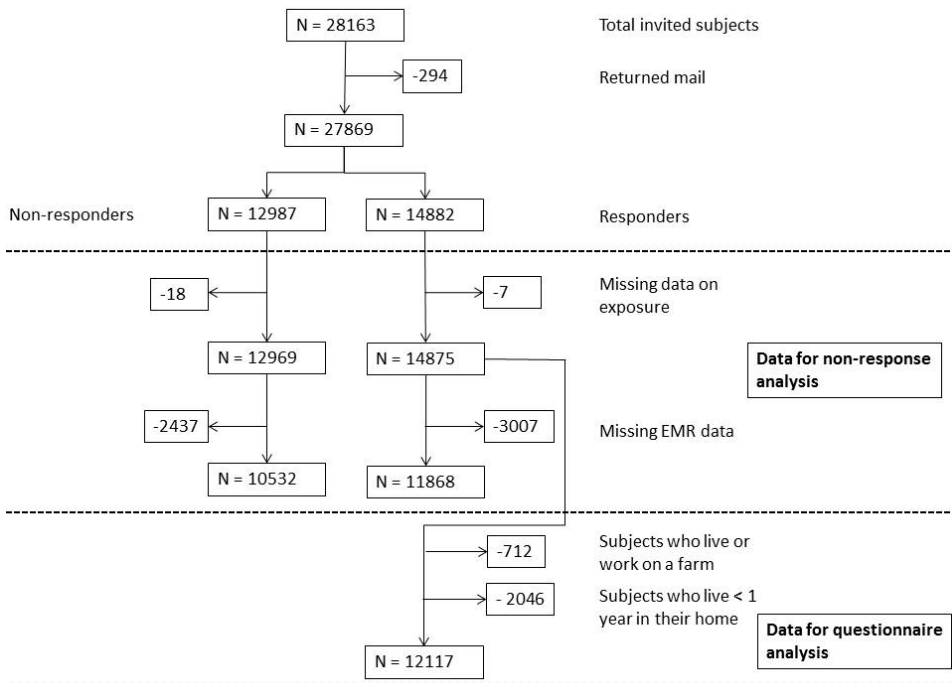 N = 28163
Total invited subjects
-294
Returned mail
N = 27869
Non-responders
N = 12987
N = 14882
Responders
-18
-7
Missing data on
exposure
N = 12969
N = 14875
Data for non-response
analysis
-2437
-3007
Missing EMR data
N = 10532
N = 11868
-712
Subjects who live or
work on a farm
- 2046
Subjects who live < 1
year in their home
Data for questionnaire
analysis
N = 12117